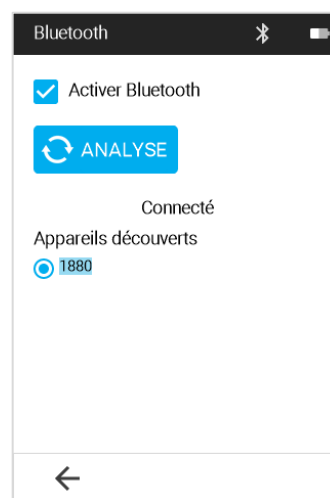 Bluetooth
Activer Bluetooth
ANALYSE
Connecté
Appareils découverts
1880